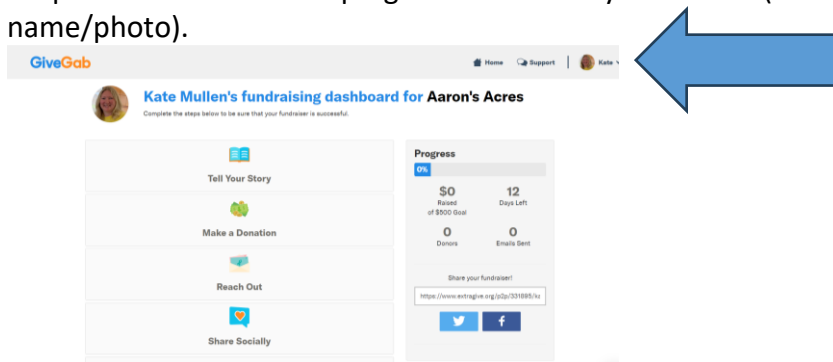 name/photo).
GiveGab
Home Support Kate
Kate Mullen's fundraising dashboard for Aaron's Acres
Complete the steps below to be sure that your fundraiser is successful.
Tell Your Story
Make a Donation
Reach Out
Share Socially
Progress
0%
$0
Raised
of $500 Goal
12
Days Left
0
Donors
0
Emails Sent
Share your fundraiser!
https://www.extragive.org/p2p/331895/